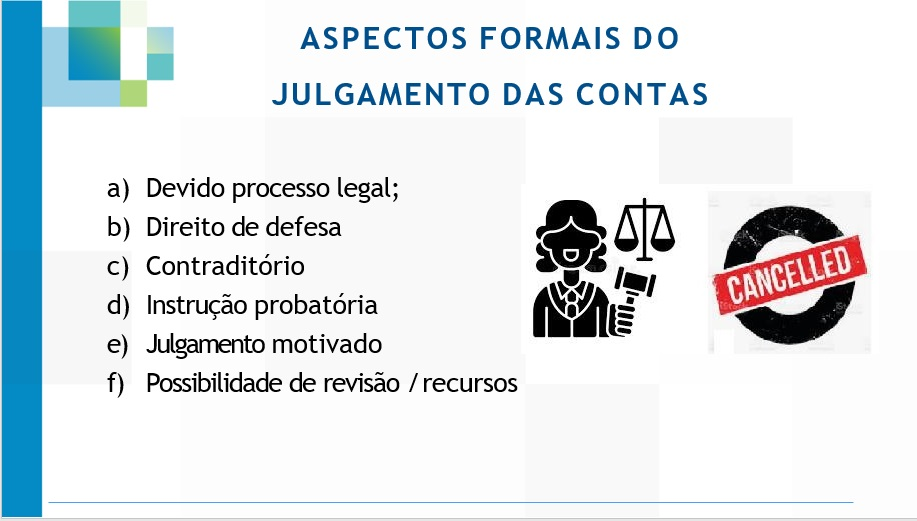 ASPECTOS FORMAIS DO
JULGAMENTO DAS CONTAS
a) Devido processo legal;
b) Direito de defesa
c) Contraditório
d) Instrução probatória
e) Julgamento motivado
f) Possibilidade de revisão / recursos
CANCELLED